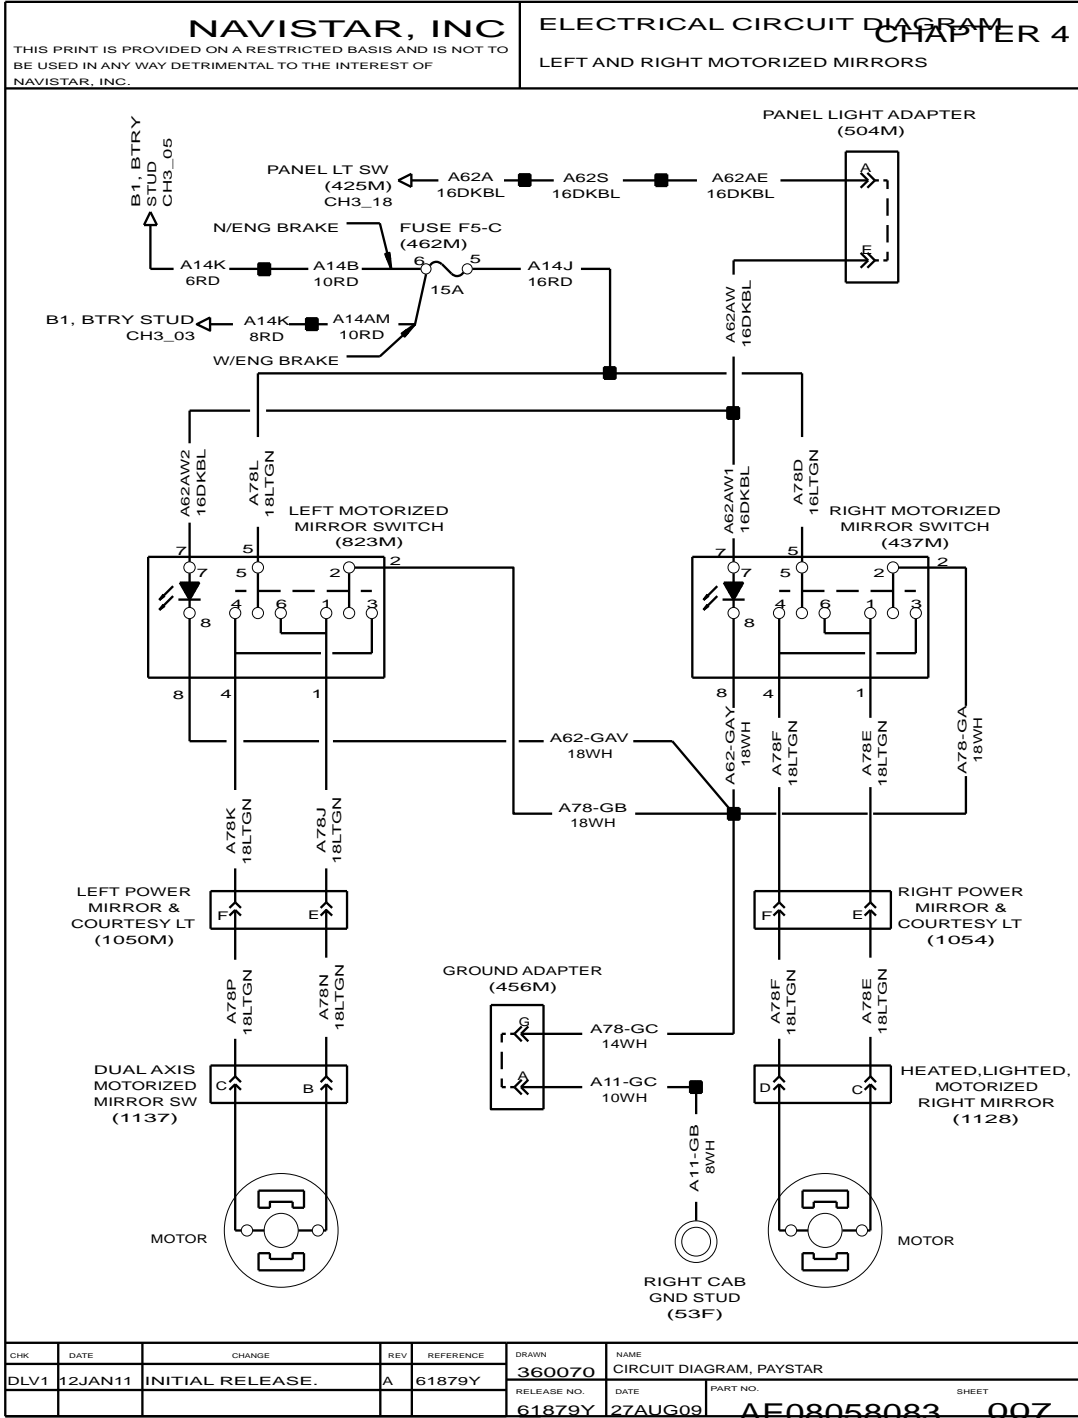 NAVISTAR, INC
THIS PRINT IS PROVIDED ON A RESTRICTED BASIS AND IS NOT TO
BE USED IN ANY WAY DETRIMENTAL TO THE INTEREST OF
NAVISTAR, INC.
ELECTRICAL CIRCUIT DIAGRAM
CHAPTER 4
LEFT AND RIGHT MOTORIZED MIRRORS
PANEL LIGHT ADAPTER
(504M)
A
E
B1, BTRY
STUD
CH3_05
PANEL LT SW
(425M)
CH3_18
A62A
16DKBL
A62S
16DKBL
A62AE
16DKBL
N/ENG BRAKE
FUSE F5-C
(462M)
6
5
15A
A14K
6RD
A14B
10RD
A14J
16RD
B1, BTRY STUD
CH3_03
A14K
8RD
A14AM
10RD
W/ENG BRAKE
A62AW
16DKBL
A62AW2
16DKBL
A78L
18LTGN
A62AW1
16DKBL
A78D
16LTGN
LEFT MOTORIZED
MIRROR SWITCH
(823M)
7
5
2
7
5
2
4
6
1
3
8
8
4
1
RIGHT MOTORIZED
MIRROR SWITCH
(437M)
7
5
2
7
5
2
4
6
1
3
8
8
4
1
A62-GAV
18WH
A62-GAY
18WH
A78F
18LTGN
A78E
18LTGN
A78-GA
18WH
A78-GB
18WH
A78K
18LTGN
A78J
18LTGN
LEFT POWER
MIRROR &
COURTESY LT
(1050M)
F
E
RIGHT POWER
MIRROR &
COURTESY LT
(1054)
F
E
A78P
18LTGN
A78N
18LTGN
A78F
18LTGN
A78E
18LTGN
GROUND ADAPTER
(456M)
G
A
A78-GC
14WH
A11-GC
10WH
A11-GB
8WH
DUAL AXIS
MOTORIZED
MIRROR SW
(1137)
C
B
HEATED,LIGHTED,
MOTORIZED
RIGHT MIRROR
(1128)
D
C
MOTOR
MOTOR
RIGHT CAB
GND STUD
(53F)
CHK DATE CHANGE REV REFERENCE
DLV1 12JAN11 INITIAL RELEASE. A 61879Y
DRAWN
360070
NAME
CIRCUIT DIAGRAM, PAYSTAR
RELEASE NO.
61879Y
DATE
27AUG09
PART NO.
AE08058083
SHEET
007